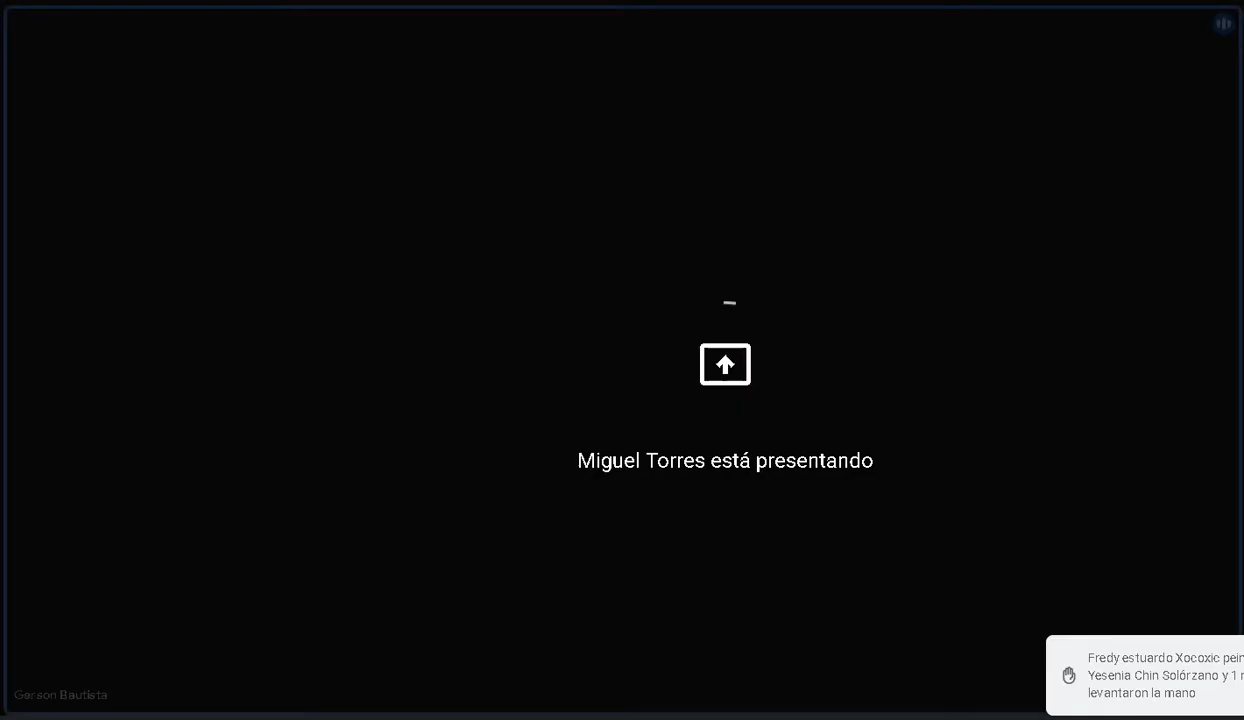 Miguel Torres está presentando
Fredy estuardo Xocoxic
Yesenia Chin Solórzano y 1
levantaron la mano
Gerson Bautista